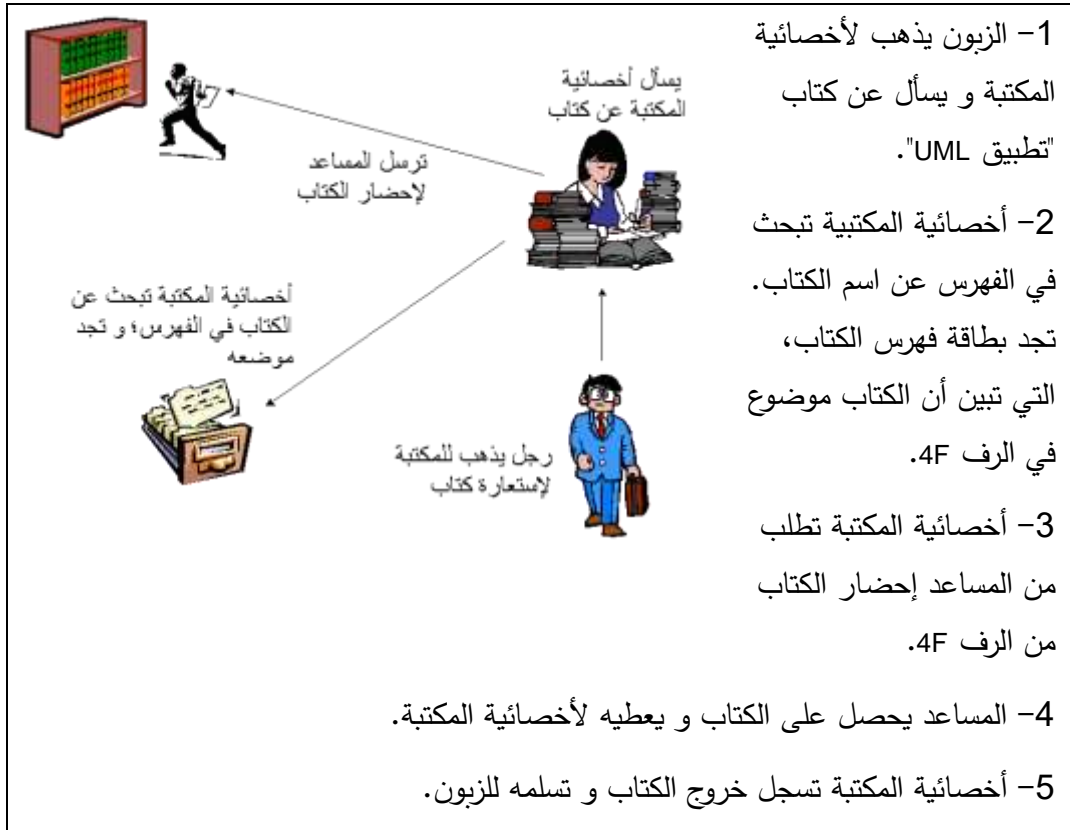 1- الزبون يذهب لأخصائية
المكتبة و يسأل عن كتاب
"تطبيق UML".
2- أخصائية المكتبية تبحث
في الفهرس عن اسم الكتاب.
تجد بطاقة فهرس الكتاب،
التي تبين أن الكتاب موضوع
في الرف 4F.
3- أخصائية المكتبة تطلب
من المساعد إحضار الكتاب
من الرف 4F.
4- المساعد يحصل على الكتاب و يعطيه لأخصائية المكتبة.
5- أخصائية المكتبة تسجل خروج الكتاب و تسلمه للزبون.
يسأل أخصائية
المكتبة عن كتاب
ترسل المساعد
لإحضار الكتاب
أخصائية المكتبة تبحث عن
الكتاب في الفهرس؛ و تجد
موضعه
رجل يذهب للمكتبة
لإستعارة كتاب